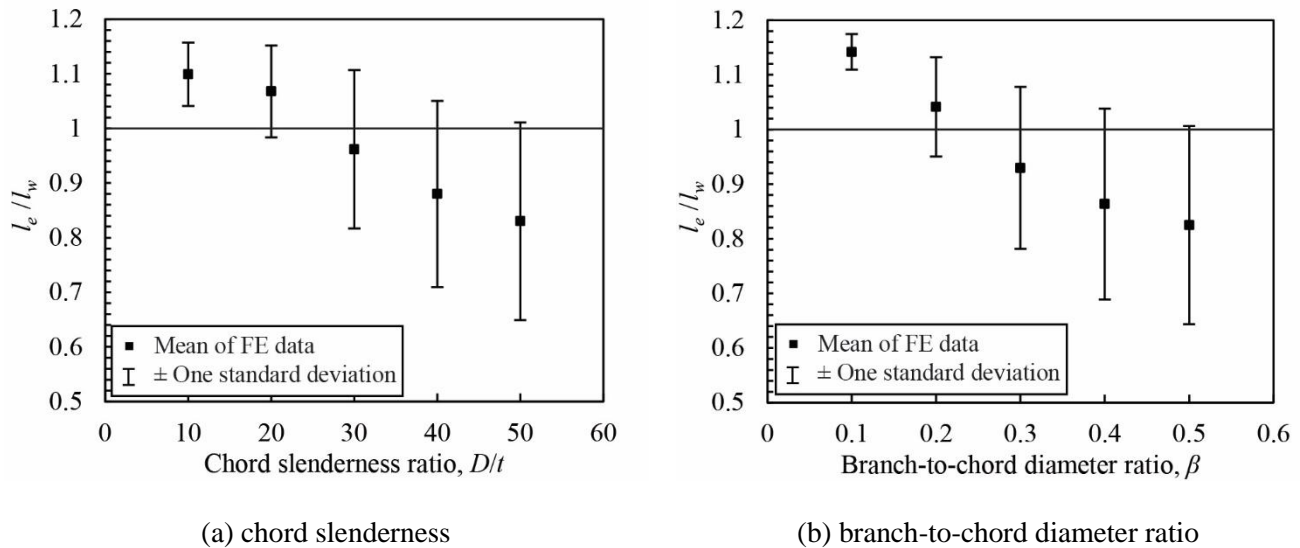 1.2
1.1
1
0.9
0.8
0.7
0.6
0.5
l_e /l_w
Mean of FE data
± One standard deviation
0 10 20 30 40 50 60
Chord slenderness ratio, D/t
(a) chord slenderness
1.2
1.1
1
0.9
0.8
0.7
0.6
0.5
l_e /l_w
Mean of FE data
± One standard deviation
0 0.1 0.2 0.3 0.4 0.5 0.6
Branch-to-chord diameter ratio, β
(b) branch-to-chord diameter ratio